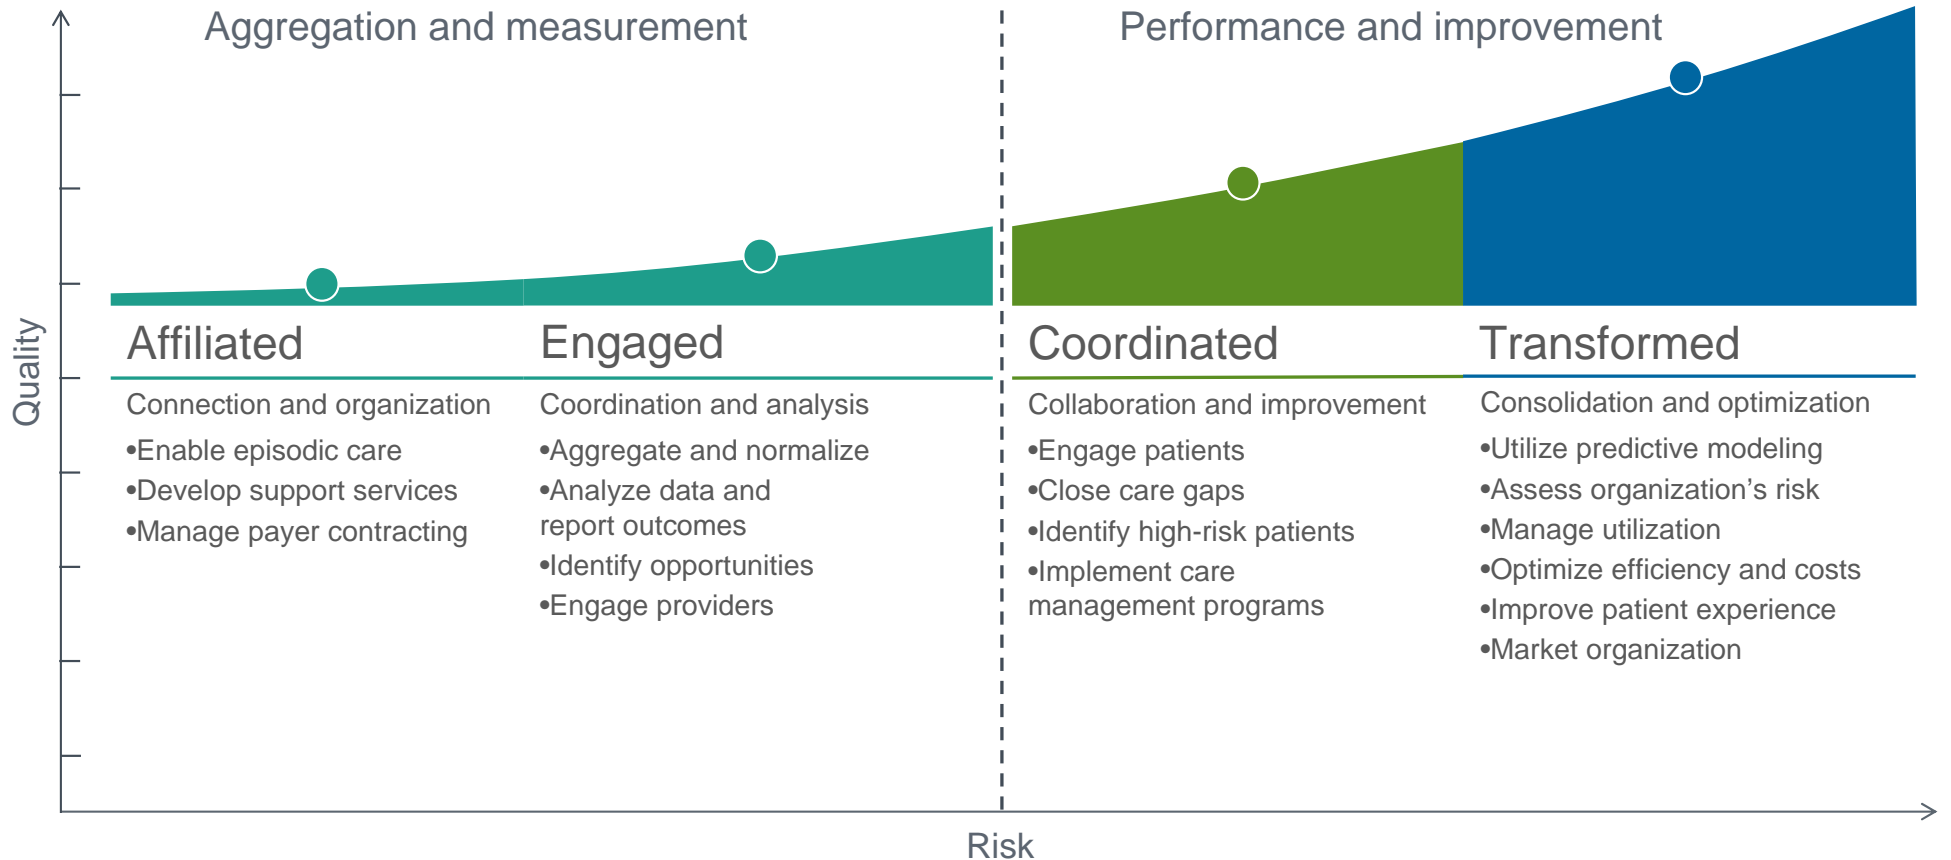 Aggregation and measurement
Performance and improvement
Quality
Affiliated
Connection and organization
•Enable episodic care
•Develop support services
•Manage payer contracting
Engaged
Coordination and analysis
•Aggregate and normalize
•Analyze data and
report outcomes
•Identify opportunities
•Engage providers
Coordinated
Collaboration and improvement
•Engage patients
•Close care gaps
•Identify high-risk patients
•Implement care
management programs
Transformed
Consolidation and optimization
•Utilize predictive modeling
•Assess organization’s risk
•Manage utilization
•Optimize efficiency and costs
•Improve patient experience
•Market organization
Risk